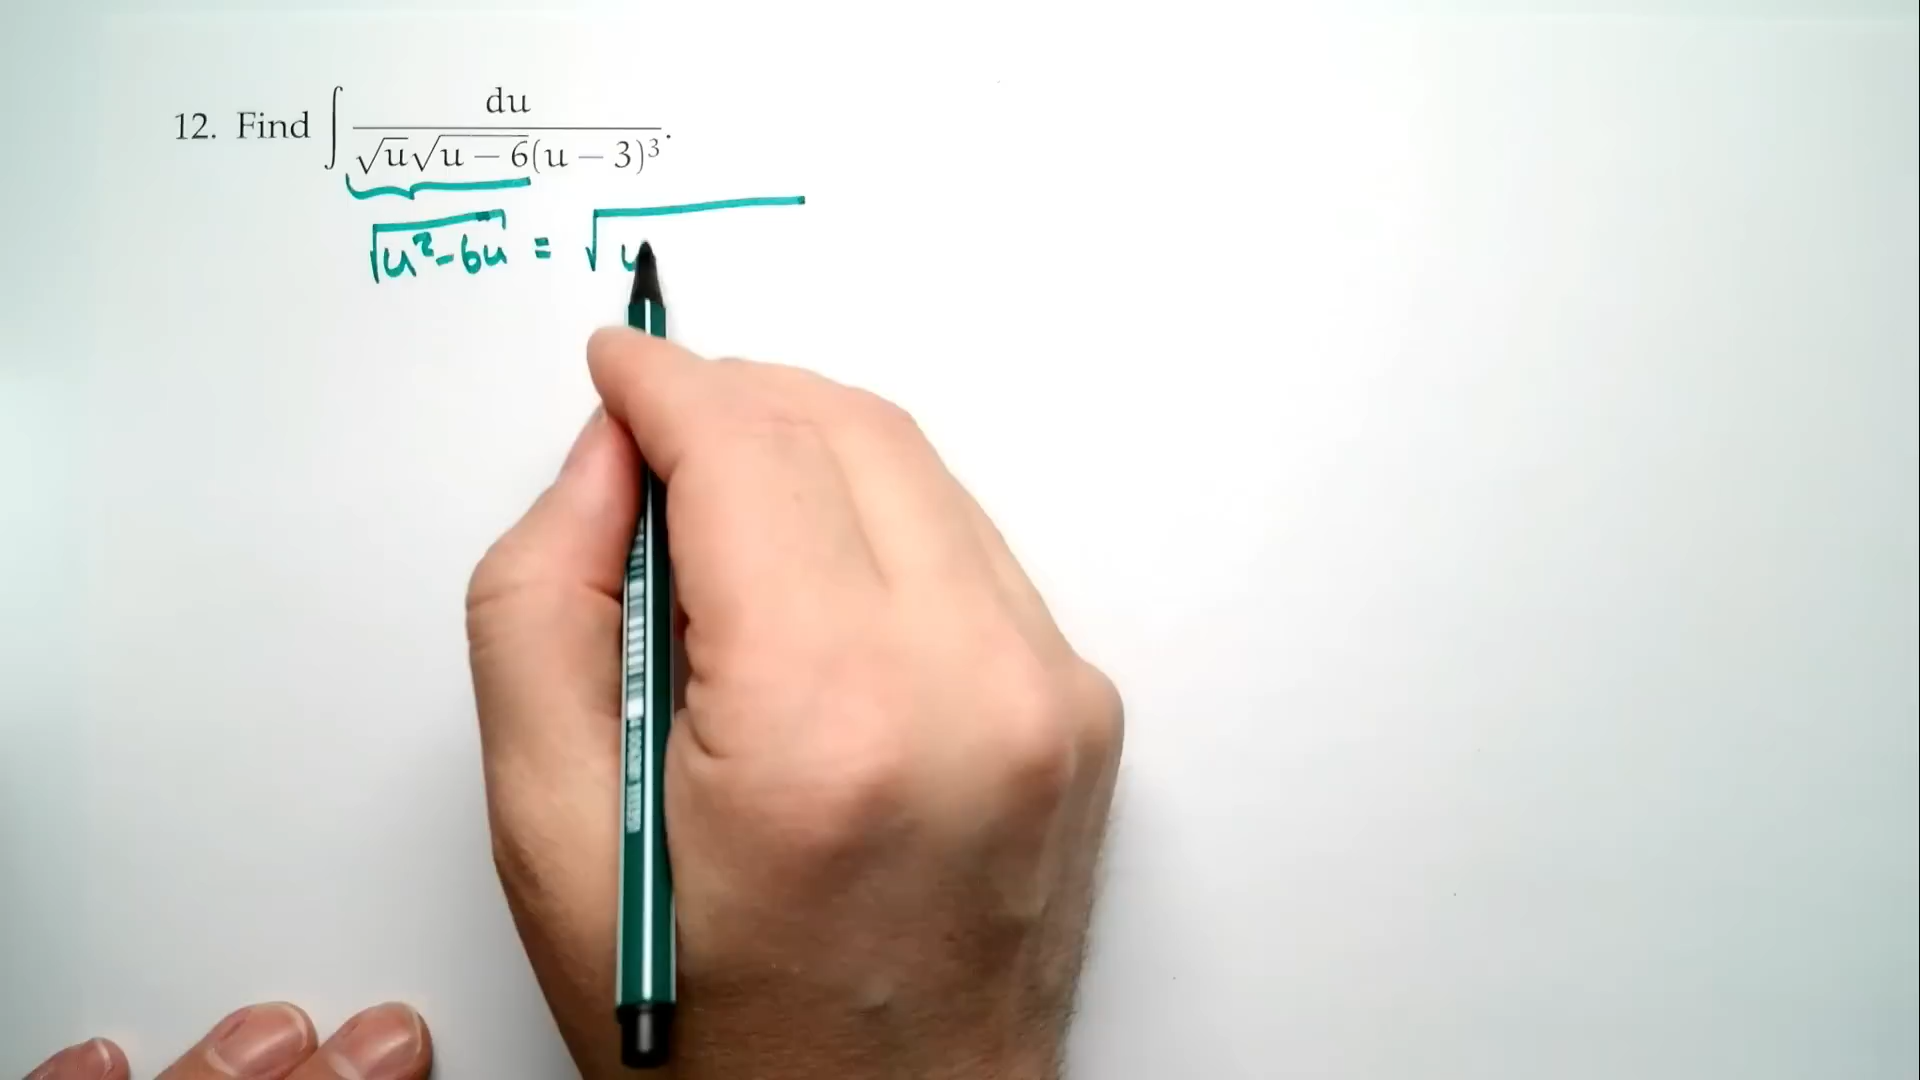 12. Find ∫ du / (√u√(u − 6)(u − 3)³).
√(u²-6u) = √(u